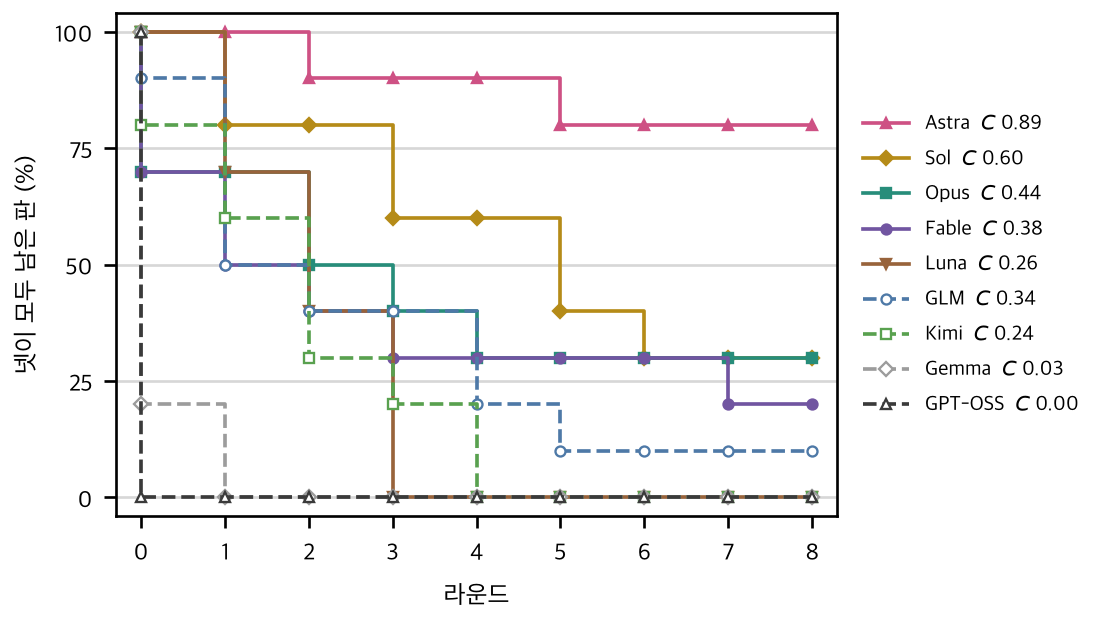 넷이 모두 남은 판 (%)
100
75
50
25
0
0 1 2 3 4 5 6 7 8
라운드
Astra C 0.89
Sol C 0.60
Opus C 0.44
Fable C 0.38
Luna C 0.26
GLM C 0.34
Kimi C 0.24
Gemma C 0.03
GPT-OSS C 0.00